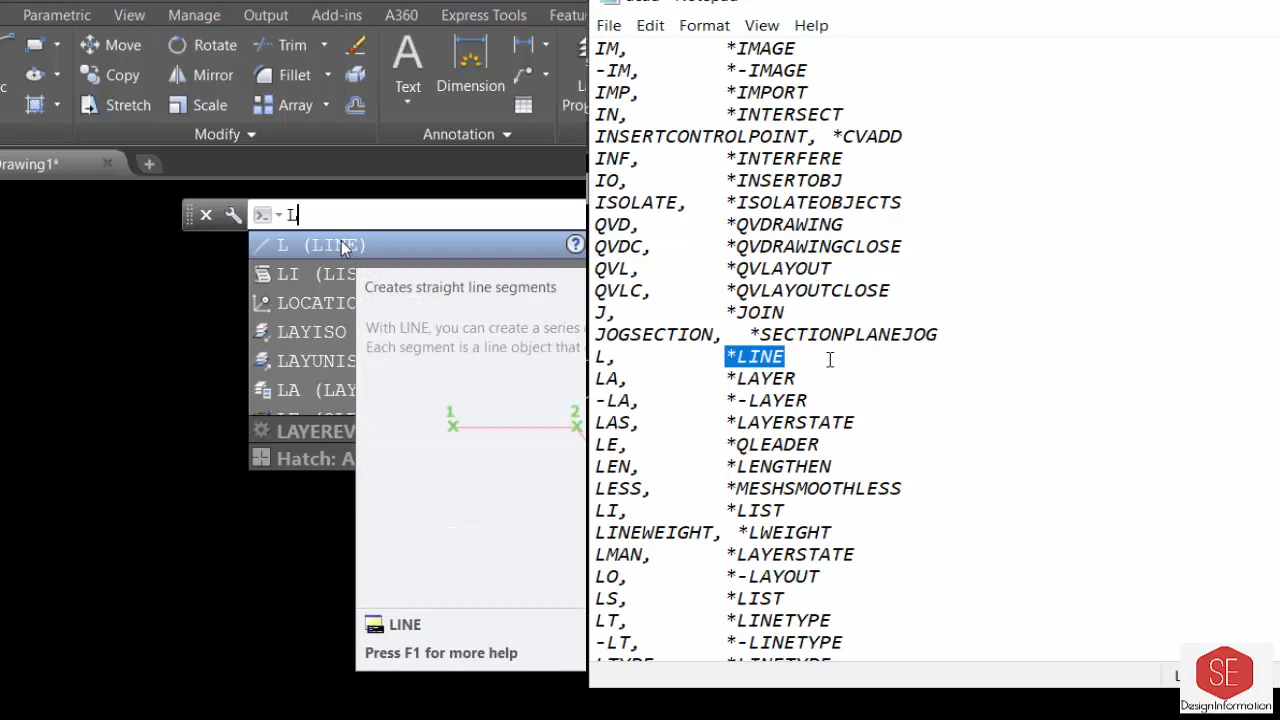 Parametric View Manage Output Add-ins A360 Express Tools Featu
Move Rotate Trim
Copy Mirror Fillet
Stretch Scale Array
Text
Dimension
Modify
Annotation
Drawing1*
L
L (LINE)
LI (LIS
LOCATIO
LAYISO
LAYUNIS
LA (LAY
LAYEREV
Hatch: A
Creates straight line segments
With LINE, you can create a series
Each segment is a line object that
1
2
LINE
Press F1 for more help
File Edit Format View Help
IM, *IMAGE
-IM, *-IMAGE
IMP, *IMPORT
IN, *INTERSECT
INSERTCONTROLPOINT, *CVADD
INF, *INTERFERE
IO, *INSERTOBJ
ISOLATE, *ISOLATEOBJECTS
QVD, *QVDRAWING
QVDC, *QVDRAWINGCLOSE
QVL, *QVLAYOUT
QVLC, *QVLAYOUTCLOSE
J, *JOIN
JOGSECTION, *SECTIONPLANEJOG
L, *LINE
LA, *LAYER
-LA, *-LAYER
LAS, *LAYERSTATE
LE, *QLEADER
LEN, *LENGTHEN
LESS, *MESHSMOOTHLESS
LI, *LIST
LINEWEIGHT, *LWEIGHT
LMAN, *LAYERSTATE
LO, *-LAYOUT
LS, *LIST
LT, *LINETYPE
-LT, *-LINETYPE
LTYPE, *LINETYPE
SE
DesignInformation